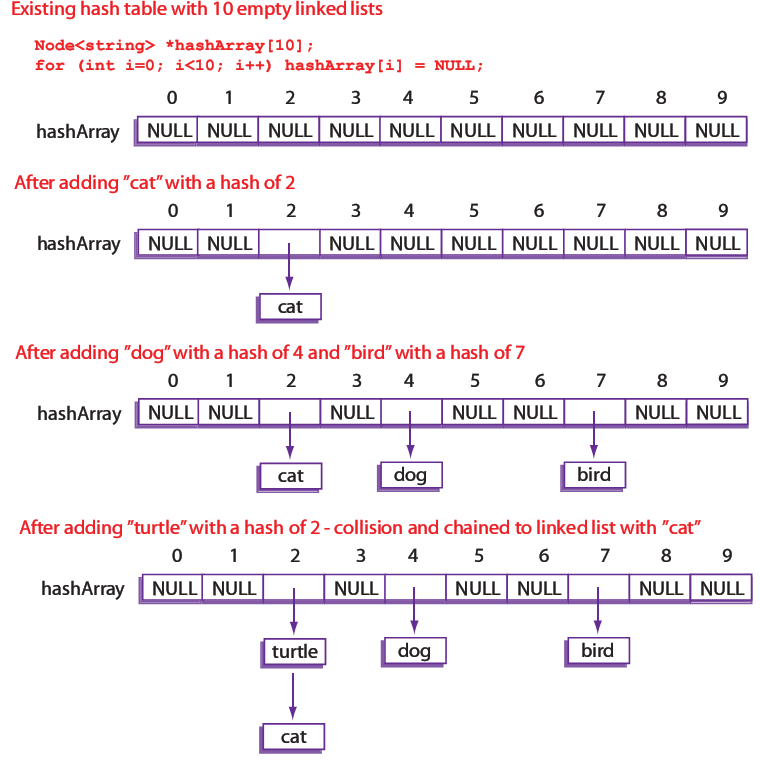 Existing hash table with 10 empty linked lists
Node<string> *hashArray[10];
for (int i=0; i<10; i++) hashArray[i] = NULL;
0 1 2 3 4 5 6 7 8 9
hashArray NULL NULL NULL NULL NULL NULL NULL NULL NULL NULL
After adding ”cat” with a hash of 2
0 1 2 3 4 5 6 7 8 9
hashArray NULL NULL NULL NULL NULL NULL NULL NULL NULL
cat
After adding ”dog” with a hash of 4 and ”bird” with a hash of 7
0 1 2 3 4 5 6 7 8 9
hashArray NULL NULL NULL NULL NULL NULL NULL
cat dog bird
After adding ”turtle” with a hash of 2 - collision and chained to linked list with ”cat”
0 1 2 3 4 5 6 7 8 9
hashArray NULL NULL NULL NULL NULL NULL NULL
turtle dog bird
cat